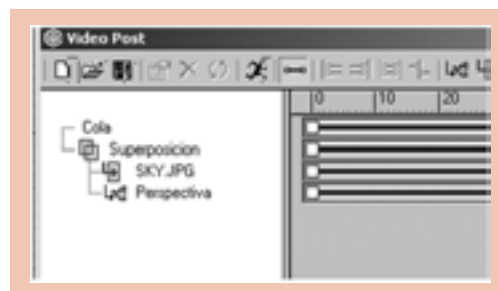 Video Post
0 10 20
Cola
Superposicion
SKY.JPG
Perspectiva